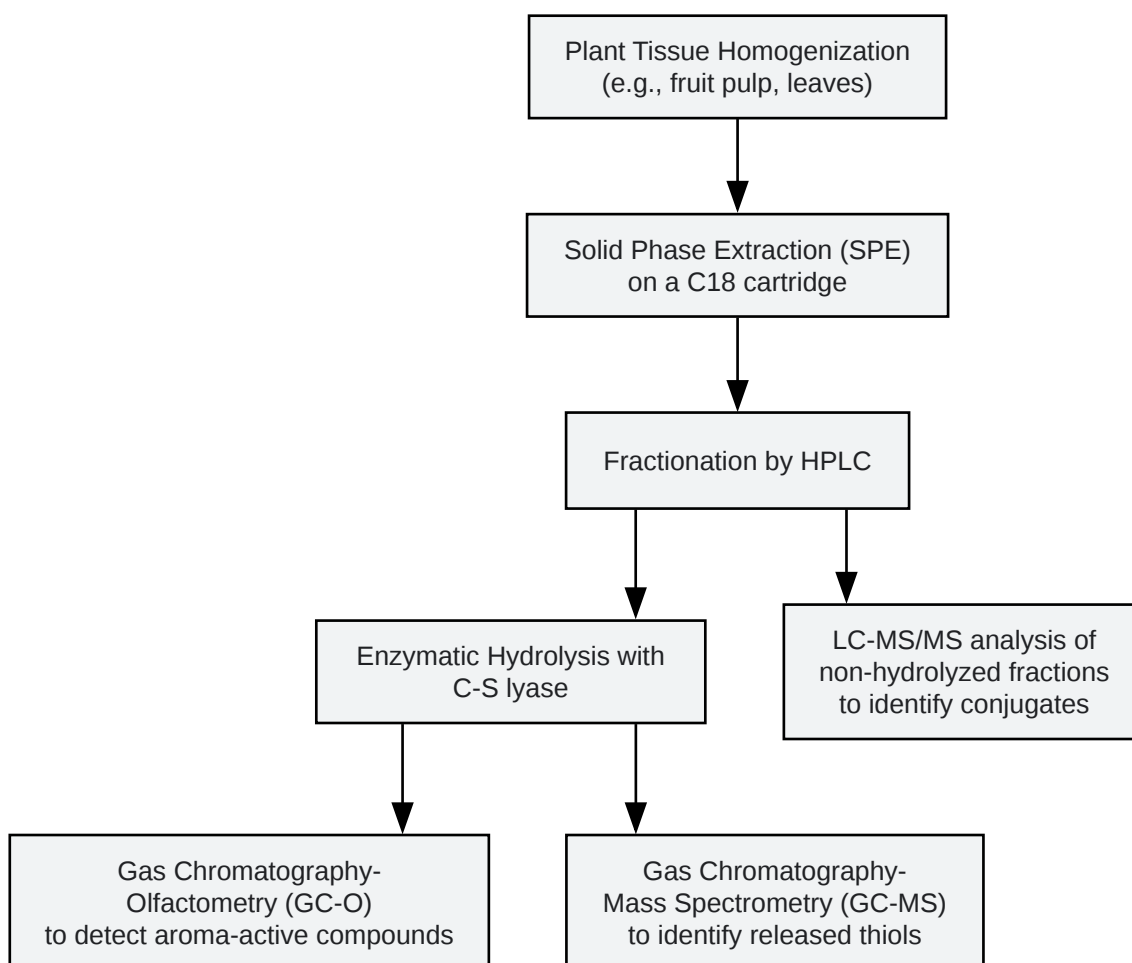 Plant Tissue Homogenization
(e.g., fruit pulp, leaves)
Solid Phase Extraction (SPE)
on a C18 cartridge
Fractionation by HPLC
Enzymatic Hydrolysis with
C-S lyase
LC-MS/MS analysis of
non-hydrolyzed fractions
to identify conjugates
Gas Chromatography-
Olfactometry (GC-O)
to detect aroma-active compounds
Gas Chromatography-
Mass Spectrometry (GC-MS)
to identify released thiols